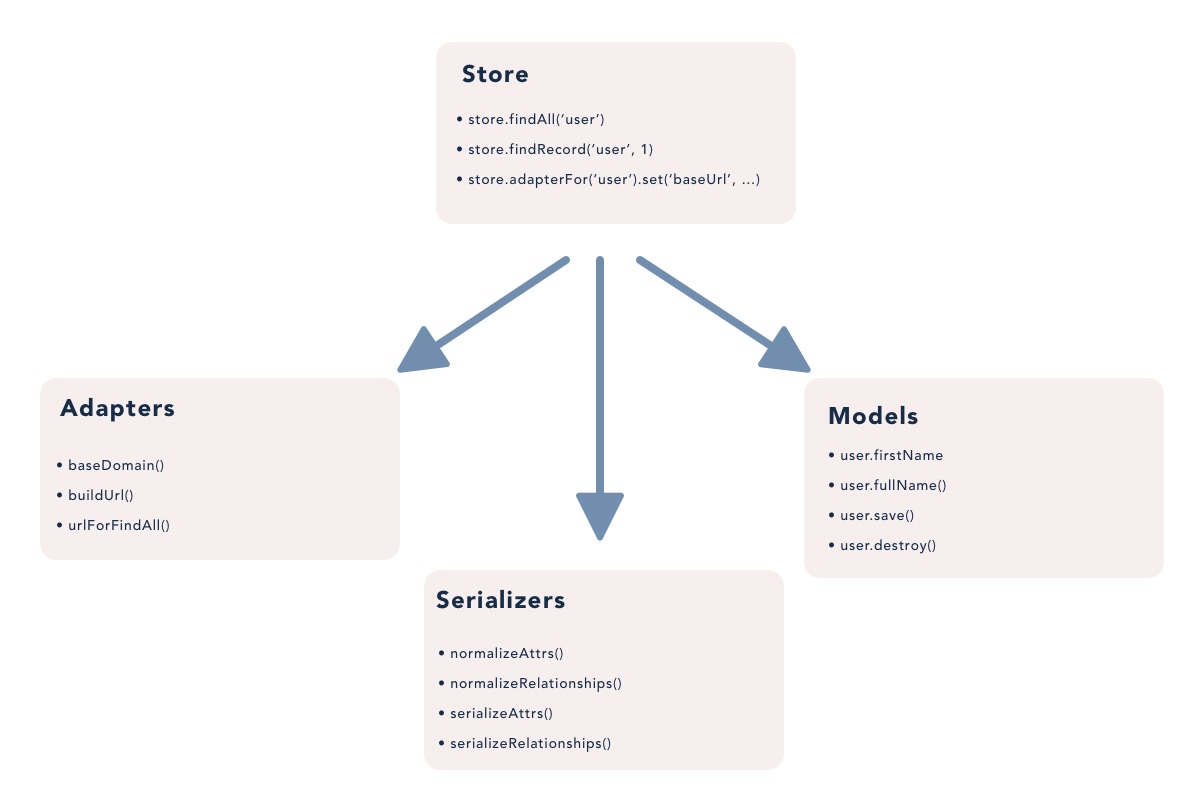 Store
• store.findAll(‘user’)
• store.findRecord(‘user’, 1)
• store.adapterFor(‘user’).set(‘baseUrl’, ...)
Adapters
• baseDomain()
• buildUrl()
• urlForFindAll()
Models
• user.firstName
• user.fullName()
• user.save()
• user.destroy()
Serializers
• normalizeAttrs()
• normalizeRelationships()
• serializeAttrs()
• serializeRelationships()